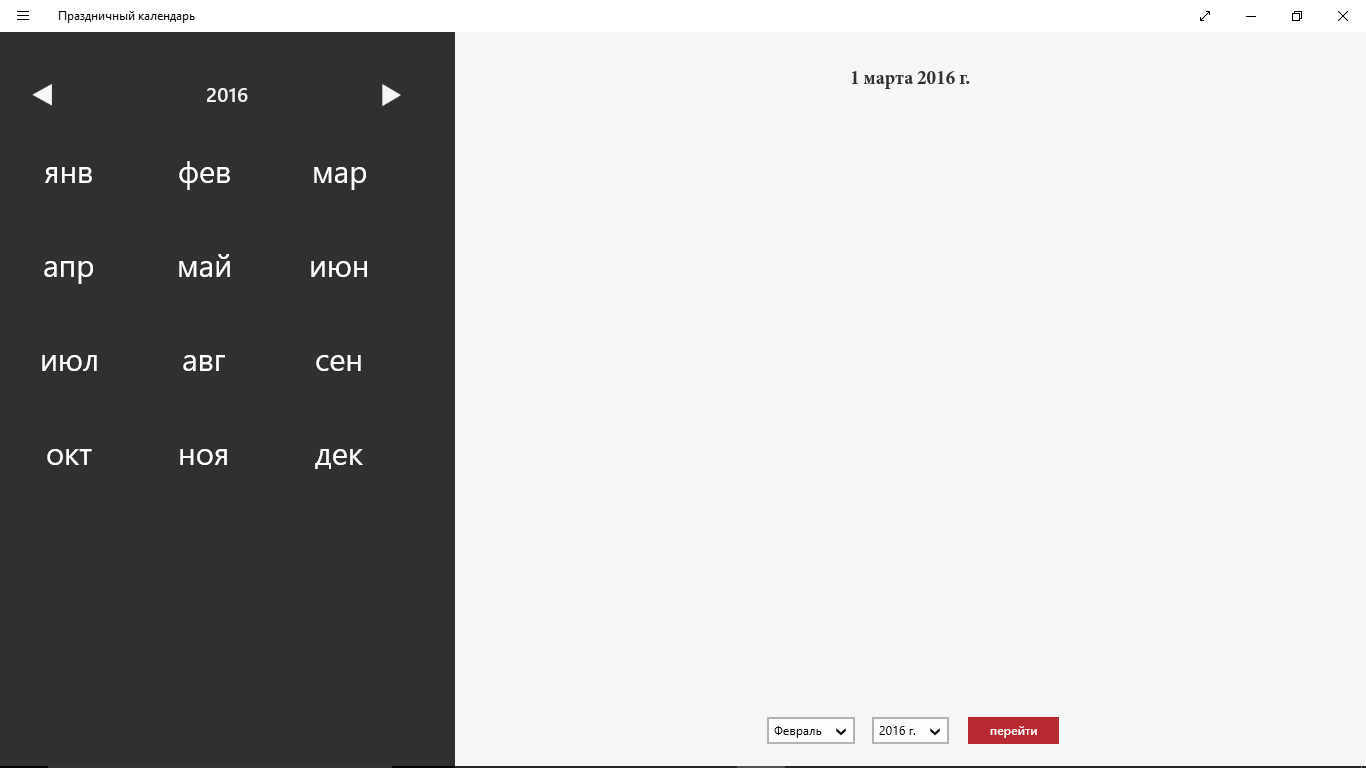 Праздничный календарь
2016
янв фев мар
апр май июн
июл авг сен
окт ноя дек
1 марта 2016 г.
Февраль 2016 г. перейти